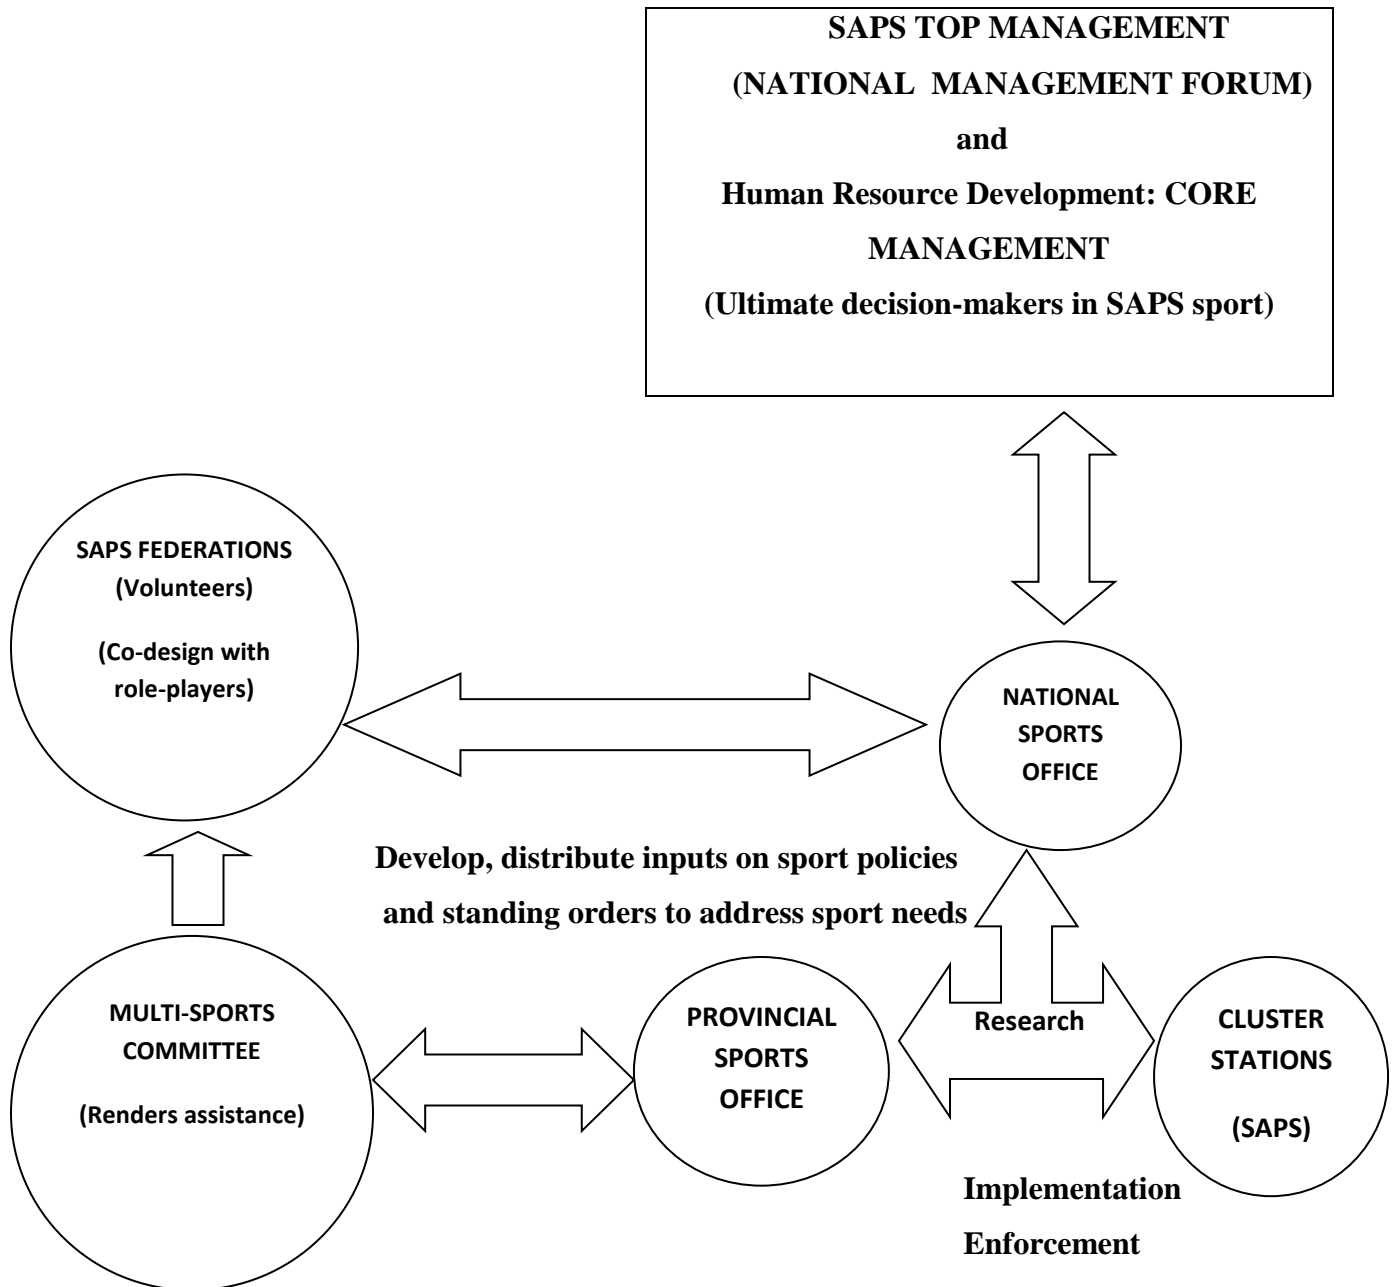 SAPS TOP MANAGEMENT
(NATIONAL MANAGEMENT FORUM)
and
Human Resource Development: CORE
MANAGEMENT
(Ultimate decision-makers in SAPS sport)
SAPS FEDERATIONS
(Volunteers)
(Co-design with
role-players)
NATIONAL
SPORTS
OFFICE
Develop, distribute inputs on sport policies
and standing orders to address sport needs
MULTI-SPORTS
COMMITTEE
(Renders assistance)
PROVINCIAL
SPORTS
OFFICE
Research
CLUSTER
STATIONS
(SAPS)
Implementation
Enforcement